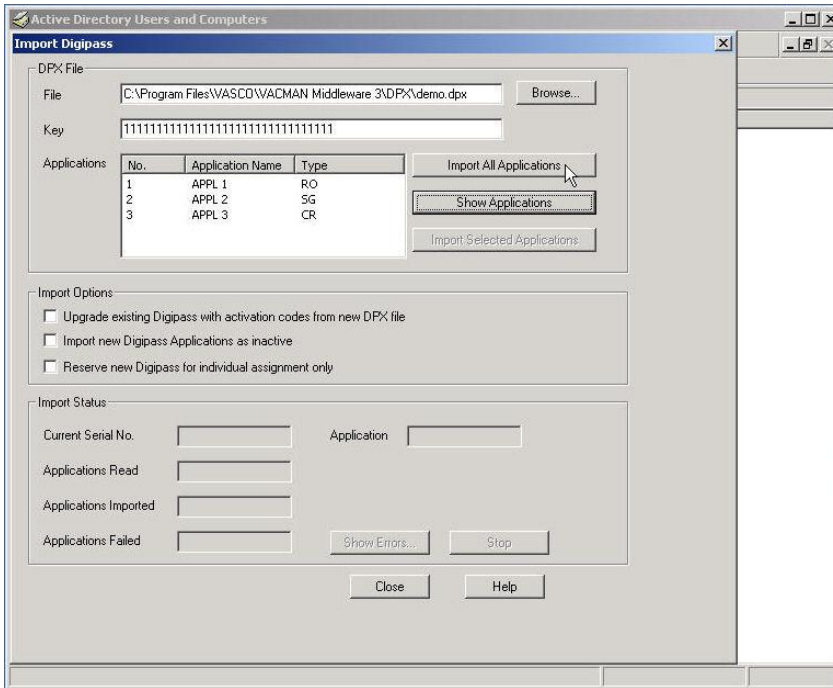 Active Directory Users and Computers
Import Digipass
DPX File
File C:\Program Files\VASCO\VACMAN Middleware 3\DPX\demo.dpx Browse...
Key 11111111111111111111111111111111
Applications No. Application Name Type Import All Applications
1 APPL 1 RO
2 APPL 2 SG Show Applications
3 APPL 3 CR
Import Selected Applications
Import Options
Upgrade existing Digipass with activation codes from new DPX file
Import new Digipass Applications as inactive
Reserve new Digipass for individual assignment only
Import Status
Current Serial No. Application
Applications Read
Applications Imported
Applications Failed Show Errors... Stop
Close Help